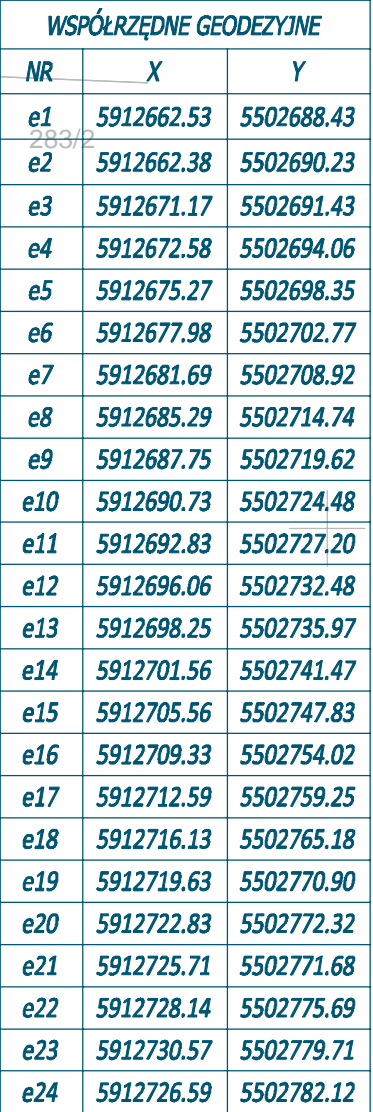 WSPÓŁRZĘDNE GEODEZYJNE
NR X Y
e1 5912662.53 5502688.43
283/2
e2 5912662.38 5502690.23
e3 5912671.17 5502691.43
e4 5912672.58 5502694.06
e5 5912675.27 5502698.35
e6 5912677.98 5502702.77
e7 5912681.69 5502708.92
e8 5912685.29 5502714.74
e9 5912687.75 5502719.62
e10 5912690.73 5502724.48
e11 5912692.83 5502727.20
e12 5912696.06 5502732.48
e13 5912698.25 5502735.97
e14 5912701.56 5502741.47
e15 5912705.56 5502747.83
e16 5912709.33 5502754.02
e17 5912712.59 5502759.25
e18 5912716.13 5502765.18
e19 5912719.63 5502770.90
e20 5912722.83 5502772.32
e21 5912725.71 5502771.68
e22 5912728.14 5502775.69
e23 5912730.57 5502779.71
e24 5912726.59 5502782.12